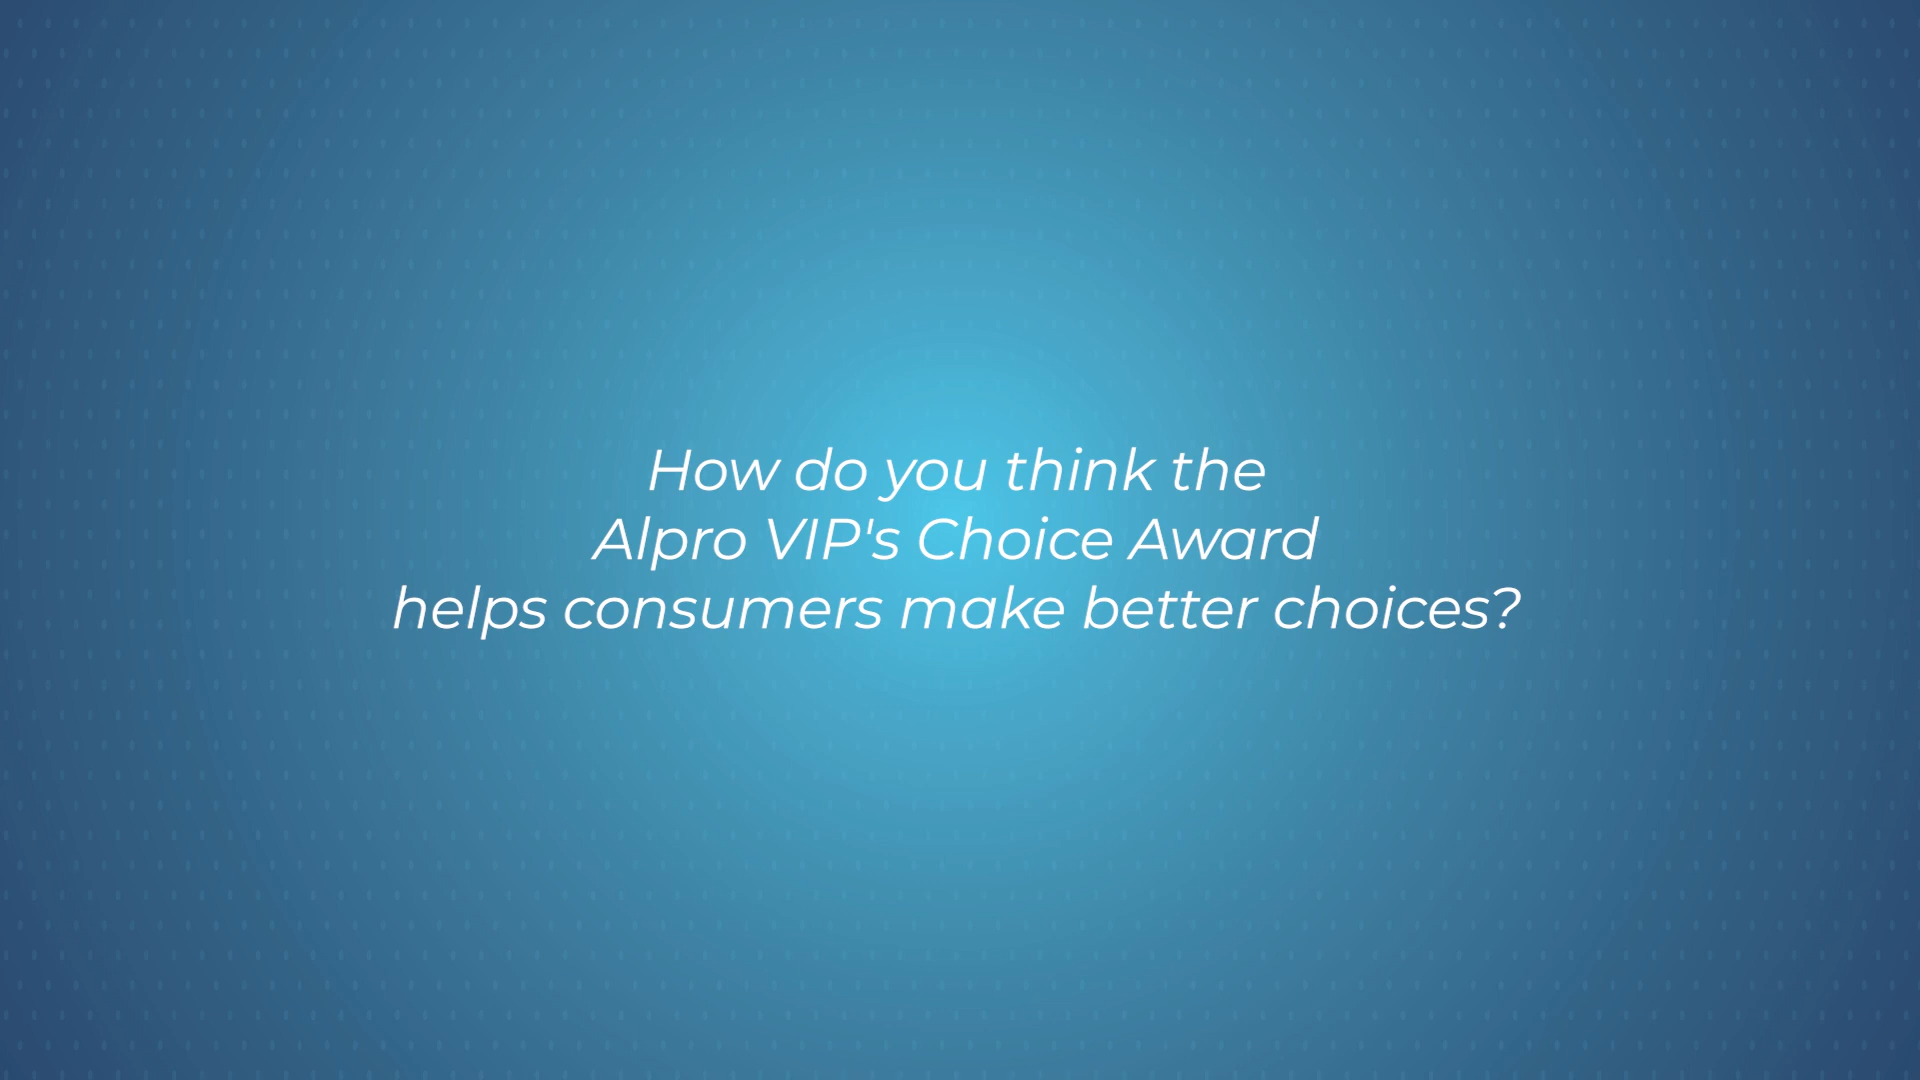 How do you think the
Alpro VIP's Choice Award
helps consumers make better choices?